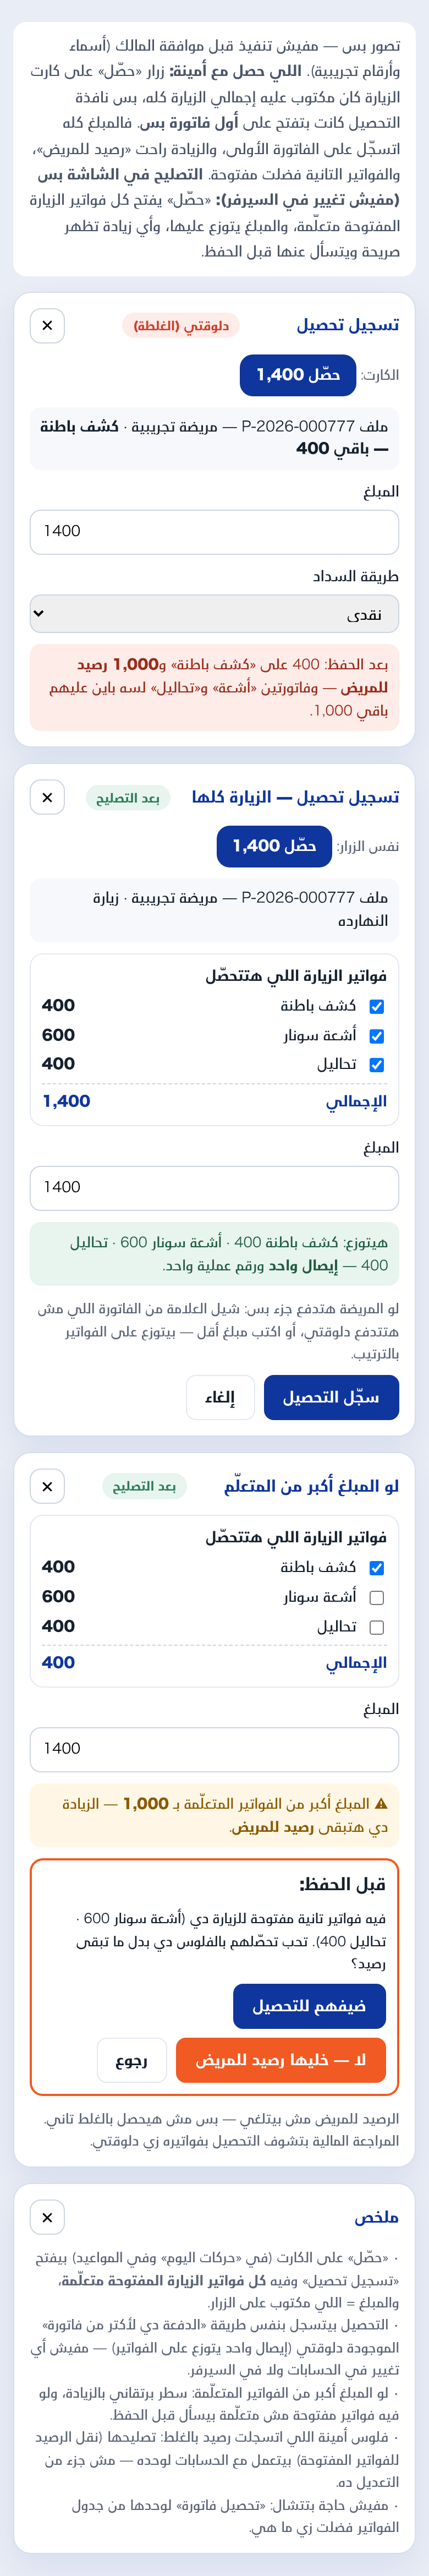 تصور بس — مفيش تنفيذ قبل موافقة المالك (أسماء
وأرقام تجريبية). اللي حصل مع أمينة: زرار «حصّل» على كارت
الزيارة كان مكتوب عليه إجمالي الزيارة كله، بس نافذة
التحصيل كانت بتفتح على أول فاتورة بس. فالمبلغ كله
اتسجّل على الفاتورة الأولى، والزيادة راحت «رصيد للمريض»،
والفواتير التانية فضلت مفتوحة. التصليح في الشاشة بس
(مفيش تغيير في السيرفر): «حصّل» يفتح كل فواتير الزيارة
المفتوحة متعلّمة، والمبلغ يتوزع عليها، وأي زيادة تظهر
صريحة ويتسأل عنها قبل الحفظ.
تسجيل تحصيل
دلوقتي (الغلطة)
✕
الكارت: حصّل 1,400
ملف P-2026-000777 — مريضة تجريبية · كشف باطنة
— باقي 400
المبلغ
1400
طريقة السداد
نقدي
بعد الحفظ: 400 على «كشف باطنة» و1,000 رصيد
للمريض — وفاتورتين «أشعة» و«تحاليل» لسه باين عليهم
باقي 1,000.
تسجيل تحصيل — الزيارة كلها
بعد التصليح
✕
نفس الزرار: حصّل 1,400
ملف P-2026-000777 — مريضة تجريبية · زيارة
النهارده
فواتير الزيارة اللي هتتحصّل
كشف باطنة 400
أشعة سونار 600
تحاليل 400
الإجمالي 1,400
المبلغ
1400
هيتوزع: كشف باطنة 400 · أشعة سونار 600 · تحاليل
400 — إيصال واحد ورقم عملية واحد.
لو المريضة هتدفع جزء بس: شيل العلامة من الفاتورة اللي مش
هتتدفع دلوقتي، أو اكتب مبلغ أقل — بيتوزع على الفواتير
بالترتيب.
سجّل التحصيل
إلغاء
لو المبلغ أكبر من المتعلّم
بعد التصليح
✕
فواتير الزيارة اللي هتتحصّل
كشف باطنة 400
أشعة سونار 600
تحاليل 400
الإجمالي 400
المبلغ
1400
⚠ المبلغ أكبر من الفواتير المتعلّمة بـ 1,000 — الزيادة
دي هتبقى رصيد للمريض.
قبل الحفظ:
فيه فواتير تانية مفتوحة للزيارة دي (أشعة سونار 600 ·
تحاليل 400). تحب تحصّلهم بالفلوس دي بدل ما تبقى
رصيد؟
ضيفهم للتحصيل
لا — خليها رصيد للمريض
رجوع
الرصيد للمريض مش بيتلغي — بس مش هيحصل بالغلط تاني.
المراجعة المالية بتشوف التحصيل بفواتيره زي دلوقتي.
ملخص
✕
· «حصّل» على الكارت (في «حركات اليوم» وفي المواعيد) بيفتح
«تسجيل تحصيل» وفيه كل فواتير الزيارة المفتوحة متعلّمة،
والمبلغ = اللي مكتوب على الزرار.
· التحصيل بيتسجل بنفس طريقة «الدفعة دي لأكتر من فاتورة»
الموجودة دلوقتي (إيصال واحد يتوزع على الفواتير) — مفيش أي
تغيير في الحسابات ولا في السيرفر.
· لو المبلغ أكبر من الفواتير المتعلّمة: سطر برتقاني بالزيادة، ولو
فيه فواتير مفتوحة مش متعلّمة بيسأل قبل الحفظ.
· فلوس أمينة اللي اتسجلت رصيد بالغلط: تصليحها (نقل الرصيد
للفواتير المفتوحة) بيتعمل مع الحسابات لوحده — مش جزء من
التعديل ده.
· مفيش حاجة بتتشال: «تحصيل فاتورة» لوحدها من جدول
الفواتير فضلت زي ما هي.